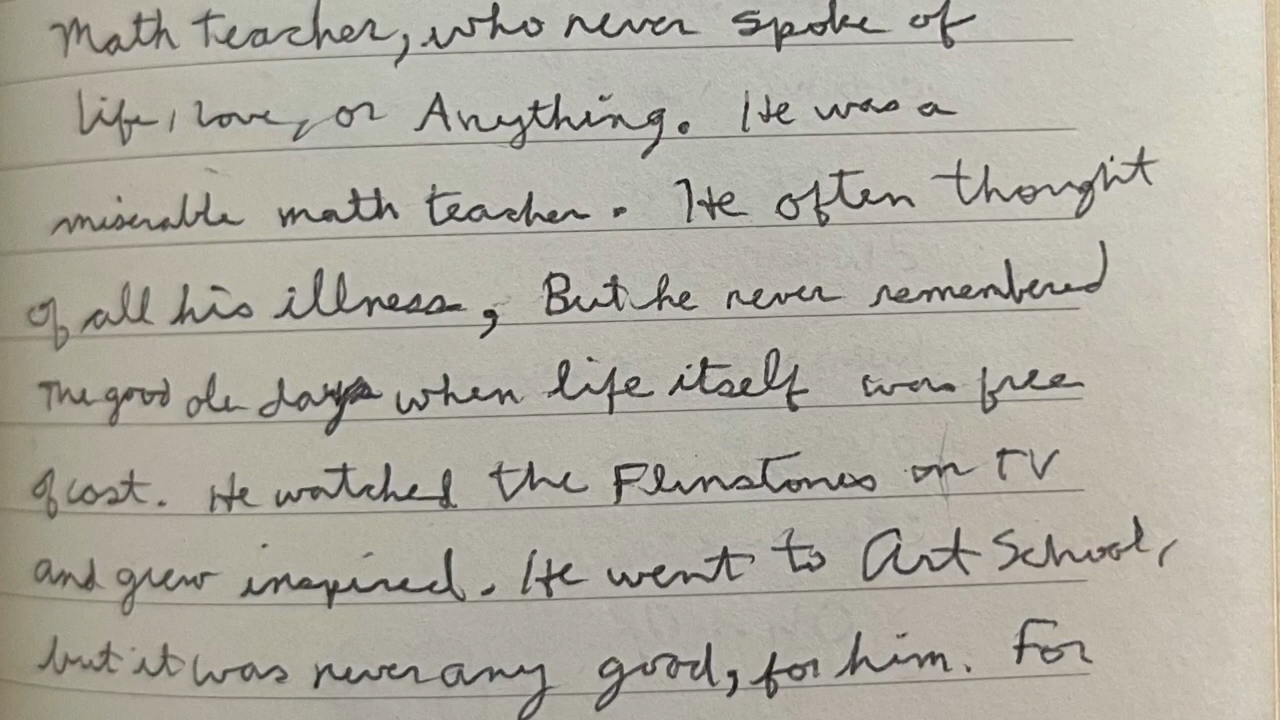 Math teacher, who never spoke of
life, love, or Anything. He was a
miserable math teacher. He often thought
of all his illness, But he never remembered
The good ole days when life itself was free
of cost. He watched the Flinstones on TV
and grew inspired. He went to Art School,
but it was never any good, for him. For